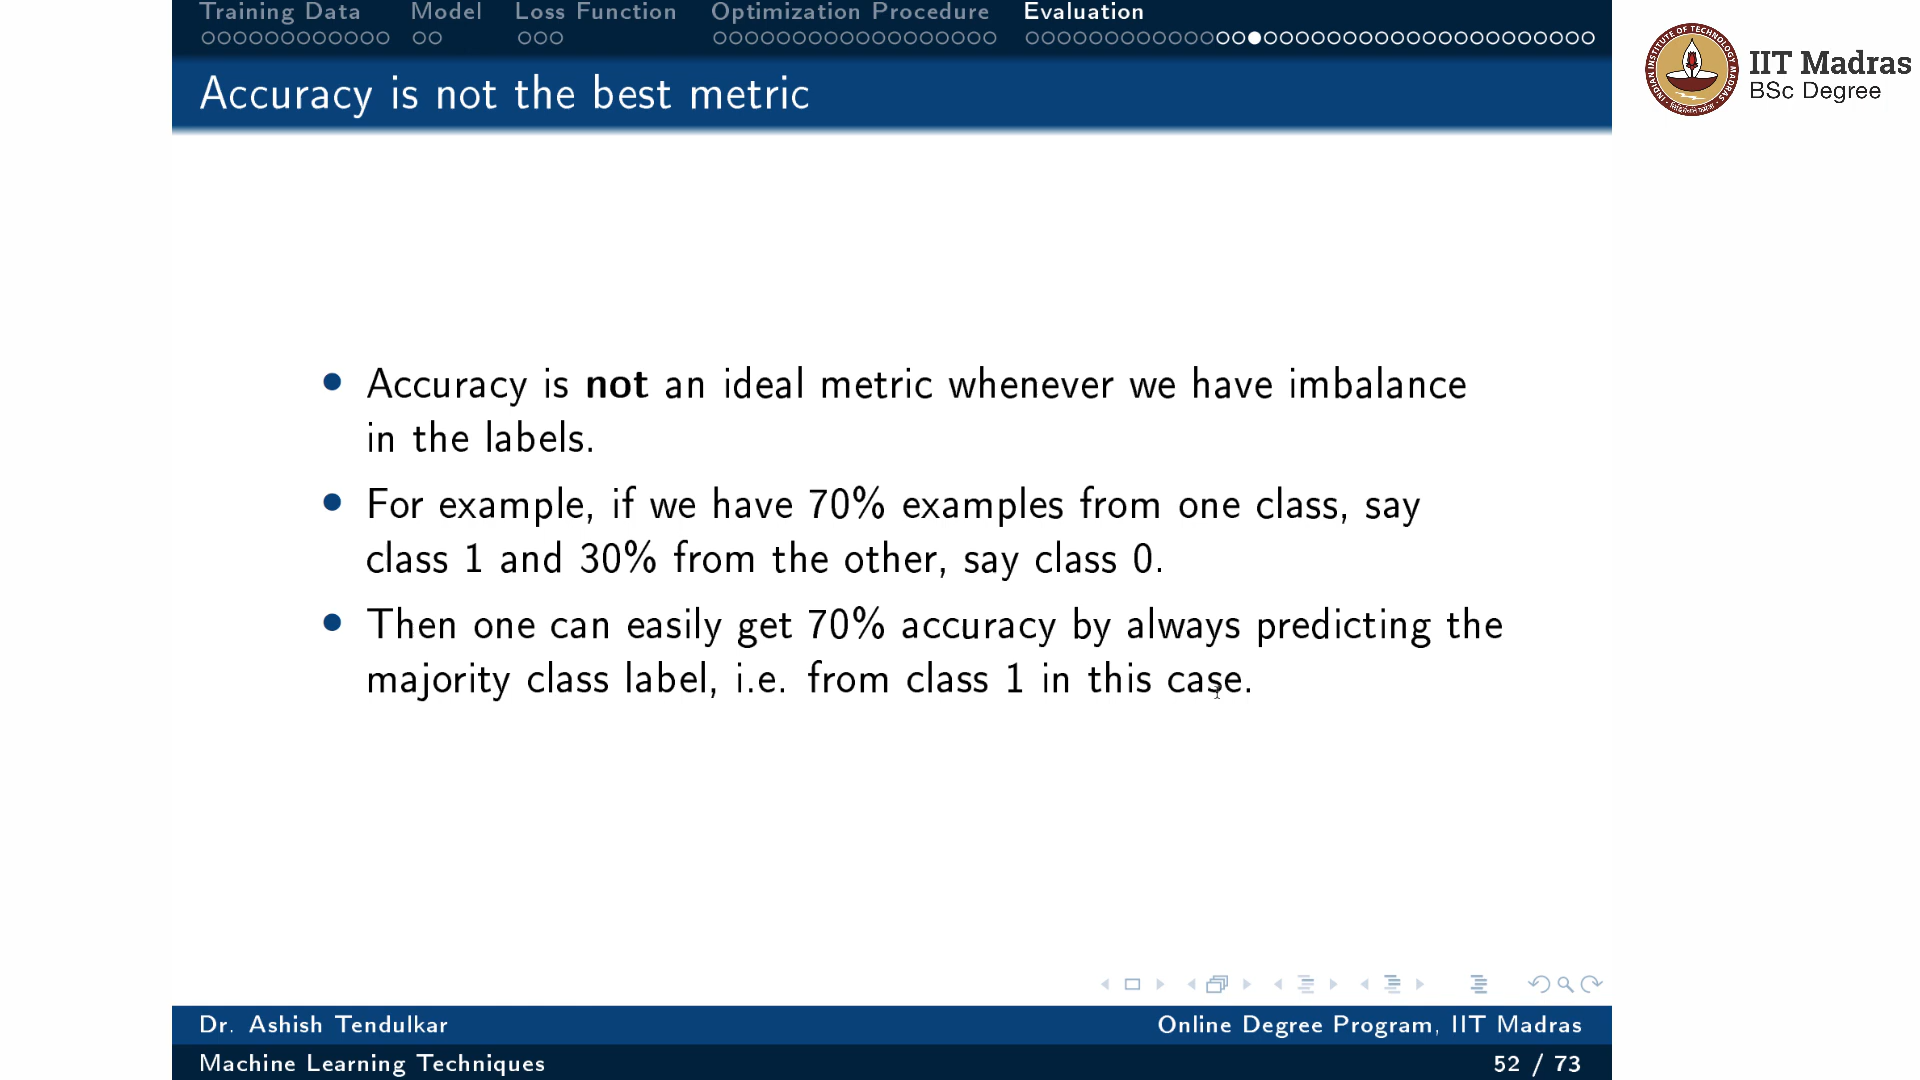 Training Data Model Loss Function Optimization Procedure Evaluation
IIT Madras
BSc Degree
Accuracy is not the best metric
Accuracy is not an ideal metric whenever we have imbalance
in the labels.
For example, if we have 70% examples from one class, say
class 1 and 30% from the other, say class 0.
Then one can easily get 70% accuracy by always predicting the
majority class label, i.e. from class 1 in this case.
Dr. Ashish Tendulkar Online Degree Program, IIT Madras
Machine Learning Techniques 52 / 73